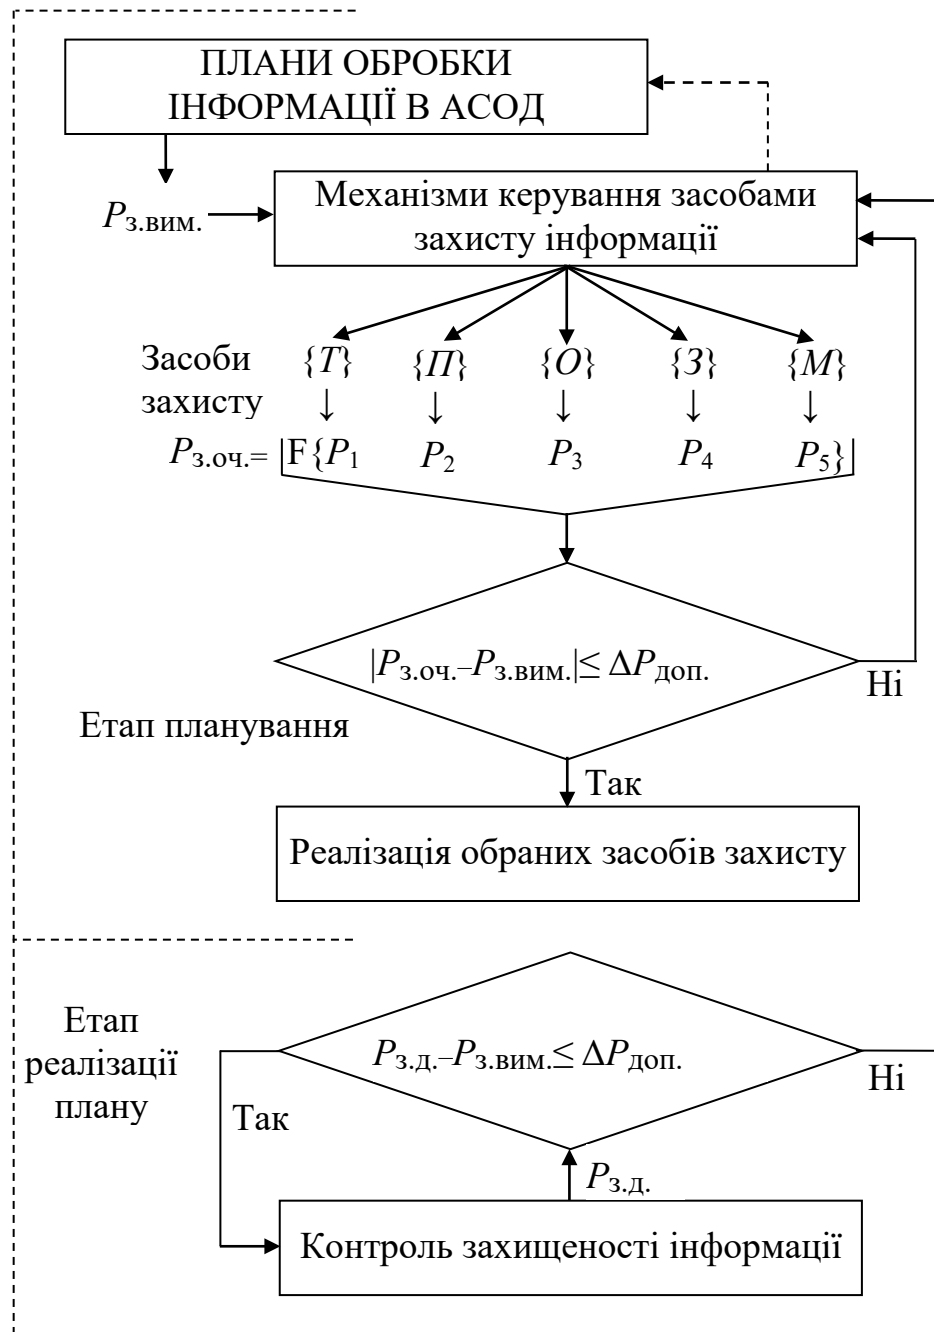 ПЛАНИ ОБРОБКИ
ІНФОРМАЦІЇ В АСОД
Механізми керування засобами
захисту інформації
Pз.вим.
Засоби
захисту
{Т} {П} {О} {З} {М}
↓ ↓ ↓ ↓ ↓
Pз.оч.= |F{P1 P2 P3 P4 P5}|
|Pз.оч.–Pз.вим.|≤ ΔPдоп.
Ні
Етап планування
Так
Реалізація обраних засобів захисту
Етап
реалізації
плану
Pз.д.–Pз.вим.≤ ΔPдоп.
Ні
Так
Pз.д.
Контроль захищеності інформації